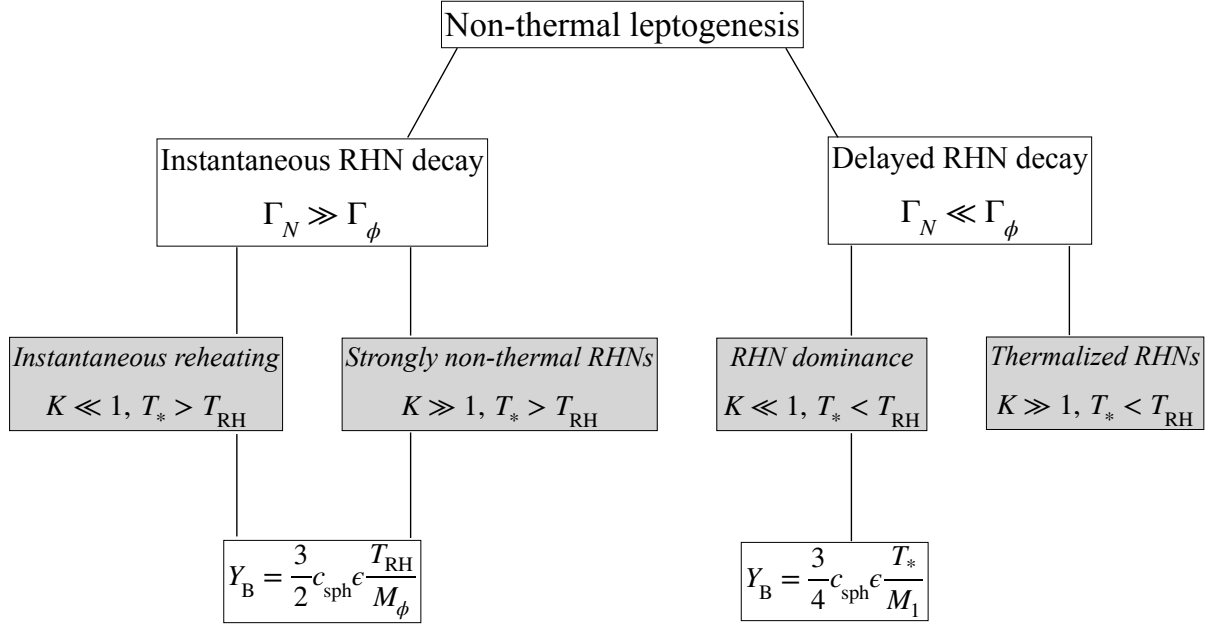 Non-thermal leptogenesis
Instantaneous RHN decay
Γ_N ≫ Γ_ϕ
Delayed RHN decay
Γ_N ≪ Γ_ϕ
Instantaneous reheating
K ≪ 1, T_* > T_RH
Strongly non-thermal RHNs
K ≫ 1, T_* > T_RH
RHN dominance
K ≪ 1, T_* < T_RH
Thermalized RHNs
K ≫ 1, T_* < T_RH
Y_B = 3/2 c_sph ϵ T_RH/M_ϕ
Y_B = 3/4 c_sph ϵ T_*/M_1